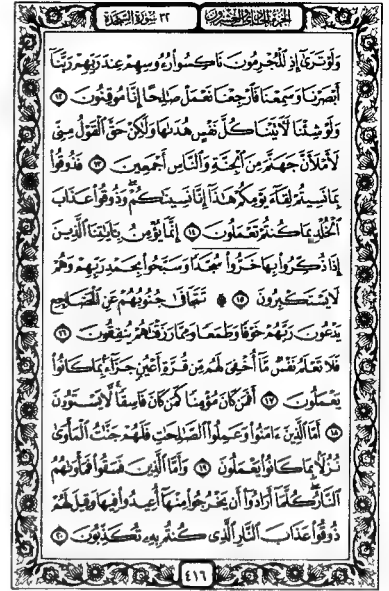 الجزء الحادي والعشرون ٣٢ سورة السجدة
وَلَوْ تَرَىٰٓ إِذِ ٱلْمُجْرِمُونَ نَاكِسُوا۟ رُءُوسِهِمْ عِندَ رَبِّهِمْ رَبَّنَآ
أَبْصَرْنَا وَسَمِعْنَا فَٱرْجِعْنَا نَعْمَلْ صَٰلِحًا إِنَّا مُوقِنُونَ ١٢
وَلَوْ شِئْنَا لَءَاتَيْنَا كُلَّ نَفْسٍ هُدَىٰهَا وَلَٰكِنْ حَقَّ ٱلْقَوْلُ مِنِّى
لَأَمْلَأَنَّ جَهَنَّمَ مِنَ ٱلْجِنَّةِ وَٱلنَّاسِ أَجْمَعِينَ ١٣ فَذُوقُوا۟
بِمَا نَسِيتُمْ لِقَآءَ يَوْمِكُمْ هَٰذَآ إِنَّا نَسِينَٰكُمْ ۖ وَذُوقُوا۟ عَذَابَ
ٱلْخُلْدِ بِمَا كُنتُمْ تَعْمَلُونَ ١٤ إِنَّمَا يُؤْمِنُ بِـَٔايَٰتِنَا ٱلَّذِينَ
إِذَا ذُكِّرُوا۟ بِهَا خَرُّوا۟ سُجَّدًا وَسَبَّحُوا۟ بِحَمْدِ رَبِّهِمْ وَهُمْ
لَا يَسْتَكْبِرُونَ ۩ ١٥ تَتَجَافَىٰ جُنُوبُهُمْ عَنِ ٱلْمَضَاجِعِ
يَدْعُونَ رَبَّهُمْ خَوْفًا وَطَمَعًا وَمِمَّا رَزَقْنَٰهُمْ يُنفِقُونَ ١٦
فَلَا تَعْلَمُ نَفْسٌ مَّآ أُخْفِىَ لَهُم مِّن قُرَّةِ أَعْيُنٍ جَزَآءًۢ بِمَا كَانُوا۟
يَعْمَلُونَ ١٧ أَفَمَن كَانَ مُؤْمِنًا كَمَن كَانَ فَاسِقًا ۚ لَّا يَسْتَوُۥنَ
١٨ أَمَّا ٱلَّذِينَ ءَامَنُوا۟ وَعَمِلُوا۟ ٱلصَّٰلِحَٰتِ فَلَهُمْ جَنَّٰتُ ٱلْمَأْوَىٰ
نُزُلًۢا بِمَا كَانُوا۟ يَعْمَلُونَ ١٩ وَأَمَّا ٱلَّذِينَ فَسَقُوا۟ فَمَأْوَىٰهُمُ
ٱلنَّارُ ۖ كُلَّمَآ أَرَادُوٓا۟ أَن يَخْرُجُوا۟ مِنْهَآ أُعِيدُوا۟ فِيهَا وَقِيلَ لَهُمْ
ذُوقُوا۟ عَذَابَ ٱلنَّارِ ٱلَّذِى كُنتُم بِهِۦ تُكَذِّبُونَ ٢٠
٤١٦